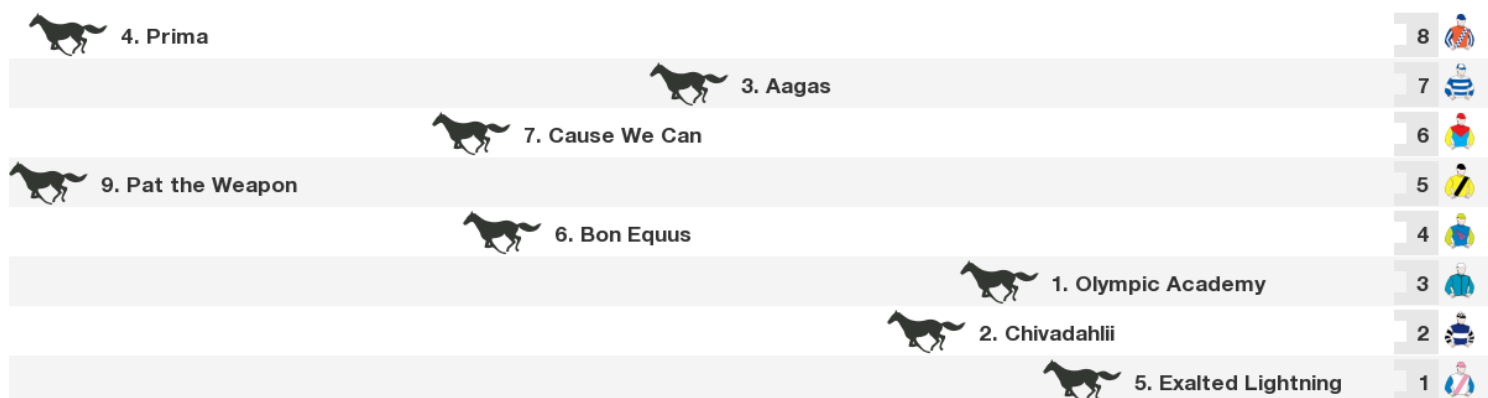 4. Prima 8
3. Aagas 7
7. Cause We Can 6
9. Pat the Weapon 5
6. Bon Equus 4
1. Olympic Academy 3
2. Chivadahlii 2
5. Exalted Lightning 1